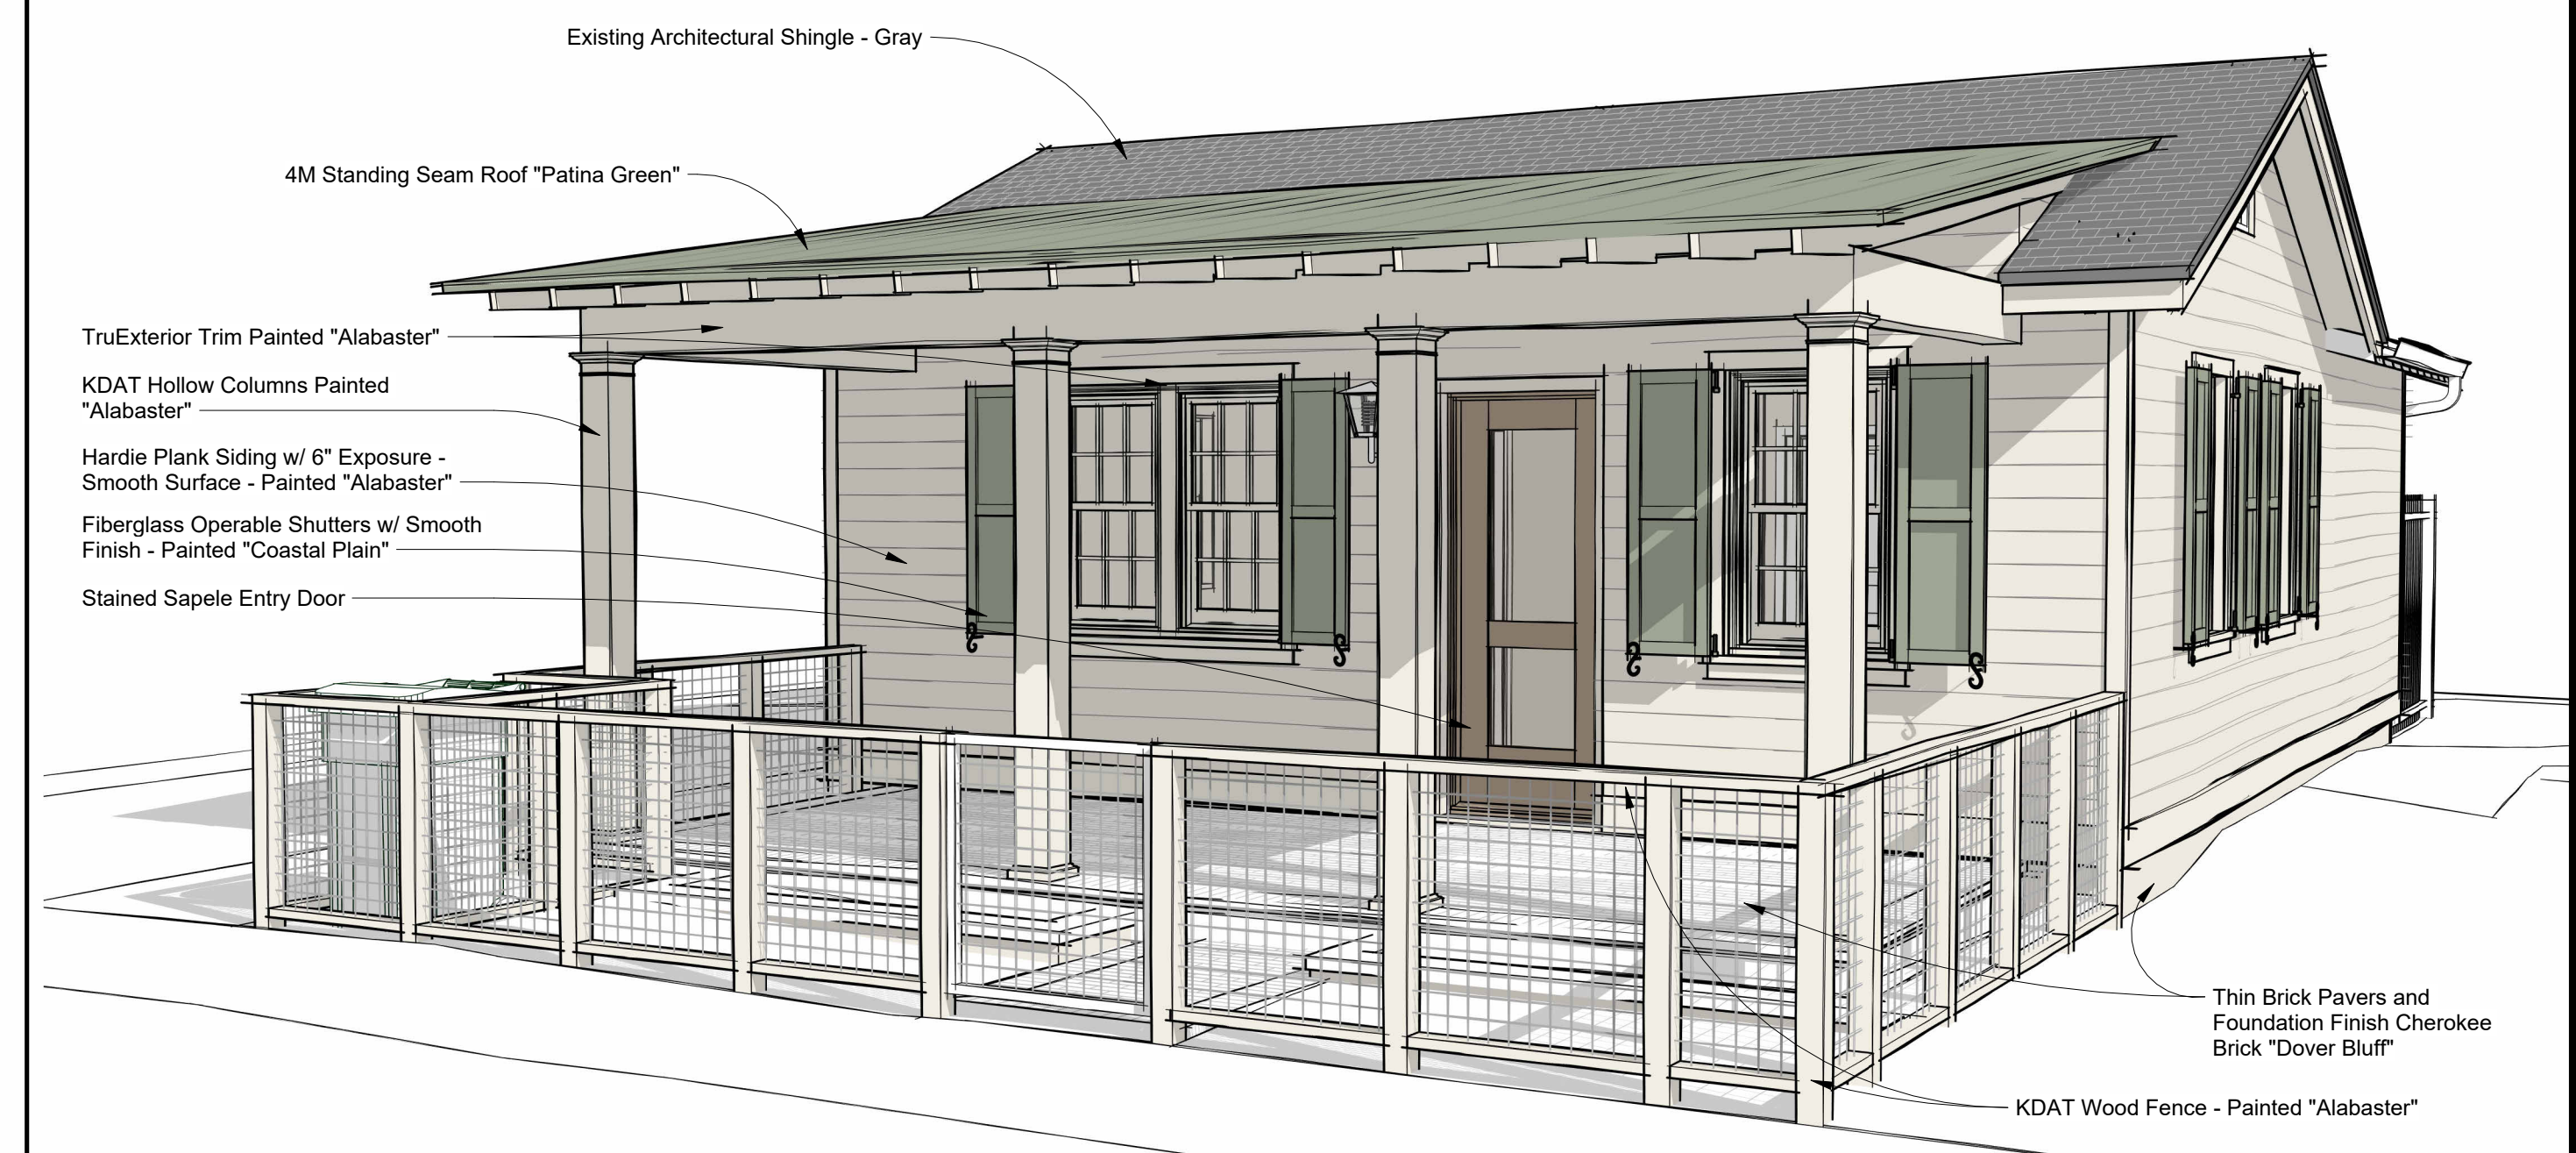 Existing Architectural Shingle - Gray
4M Standing Seam Roof "Patina Green"
TruExterior Trim Painted "Alabaster"
KDAT Hollow Columns Painted
"Alabaster"
Hardie Plank Siding w/ 6" Exposure -
Smooth Surface - Painted "Alabaster"
Fiberglass Operable Shutters w/ Smooth
Finish - Painted "Coastal Plain"
Stained Sapele Entry Door
Thin Brick Pavers and
Foundation Finish Cherokee
Brick "Dover Bluff"
KDAT Wood Fence - Painted "Alabaster"